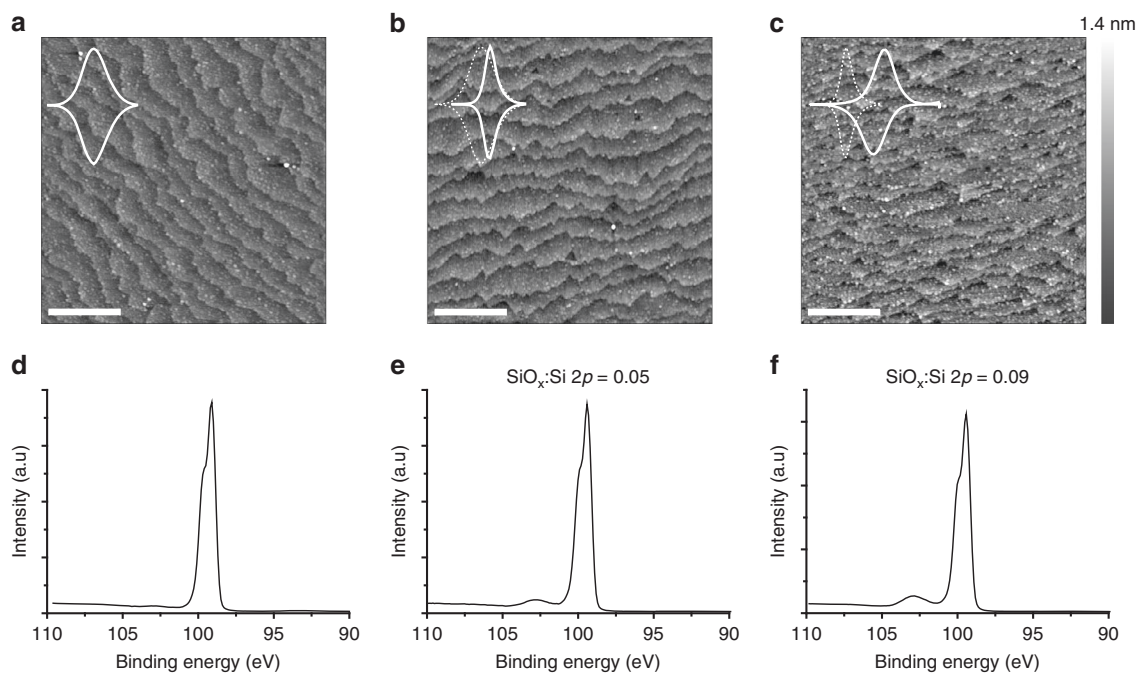 a
b
c
1.4 nm
d
e
SiOx:Si 2p = 0.05
f
SiOx:Si 2p = 0.09
Intensity (a.u)
Intensity (a.u)
Intensity (a.u)
110 105 100 95 90
110 105 100 95 90
110 105 100 95 90
Binding energy (eV)
Binding energy (eV)
Binding energy (eV)